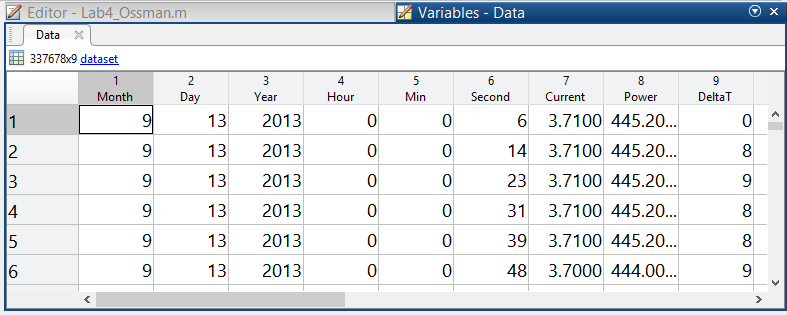 Editor - Lab4_Ossman.m Variables - Data
Data
337678x9 dataset
1 2 3 4 5 6 7 8 9
Month Day Year Hour Min Second Current Power DeltaT
1 9 13 2013 0 0 6 3.7100 445.20... 0
2 9 13 2013 0 0 14 3.7100 445.20... 8
3 9 13 2013 0 0 23 3.7100 445.20... 9
4 9 13 2013 0 0 31 3.7100 445.20... 8
5 9 13 2013 0 0 39 3.7100 445.20... 8
6 9 13 2013 0 0 48 3.7000 444.00... 9